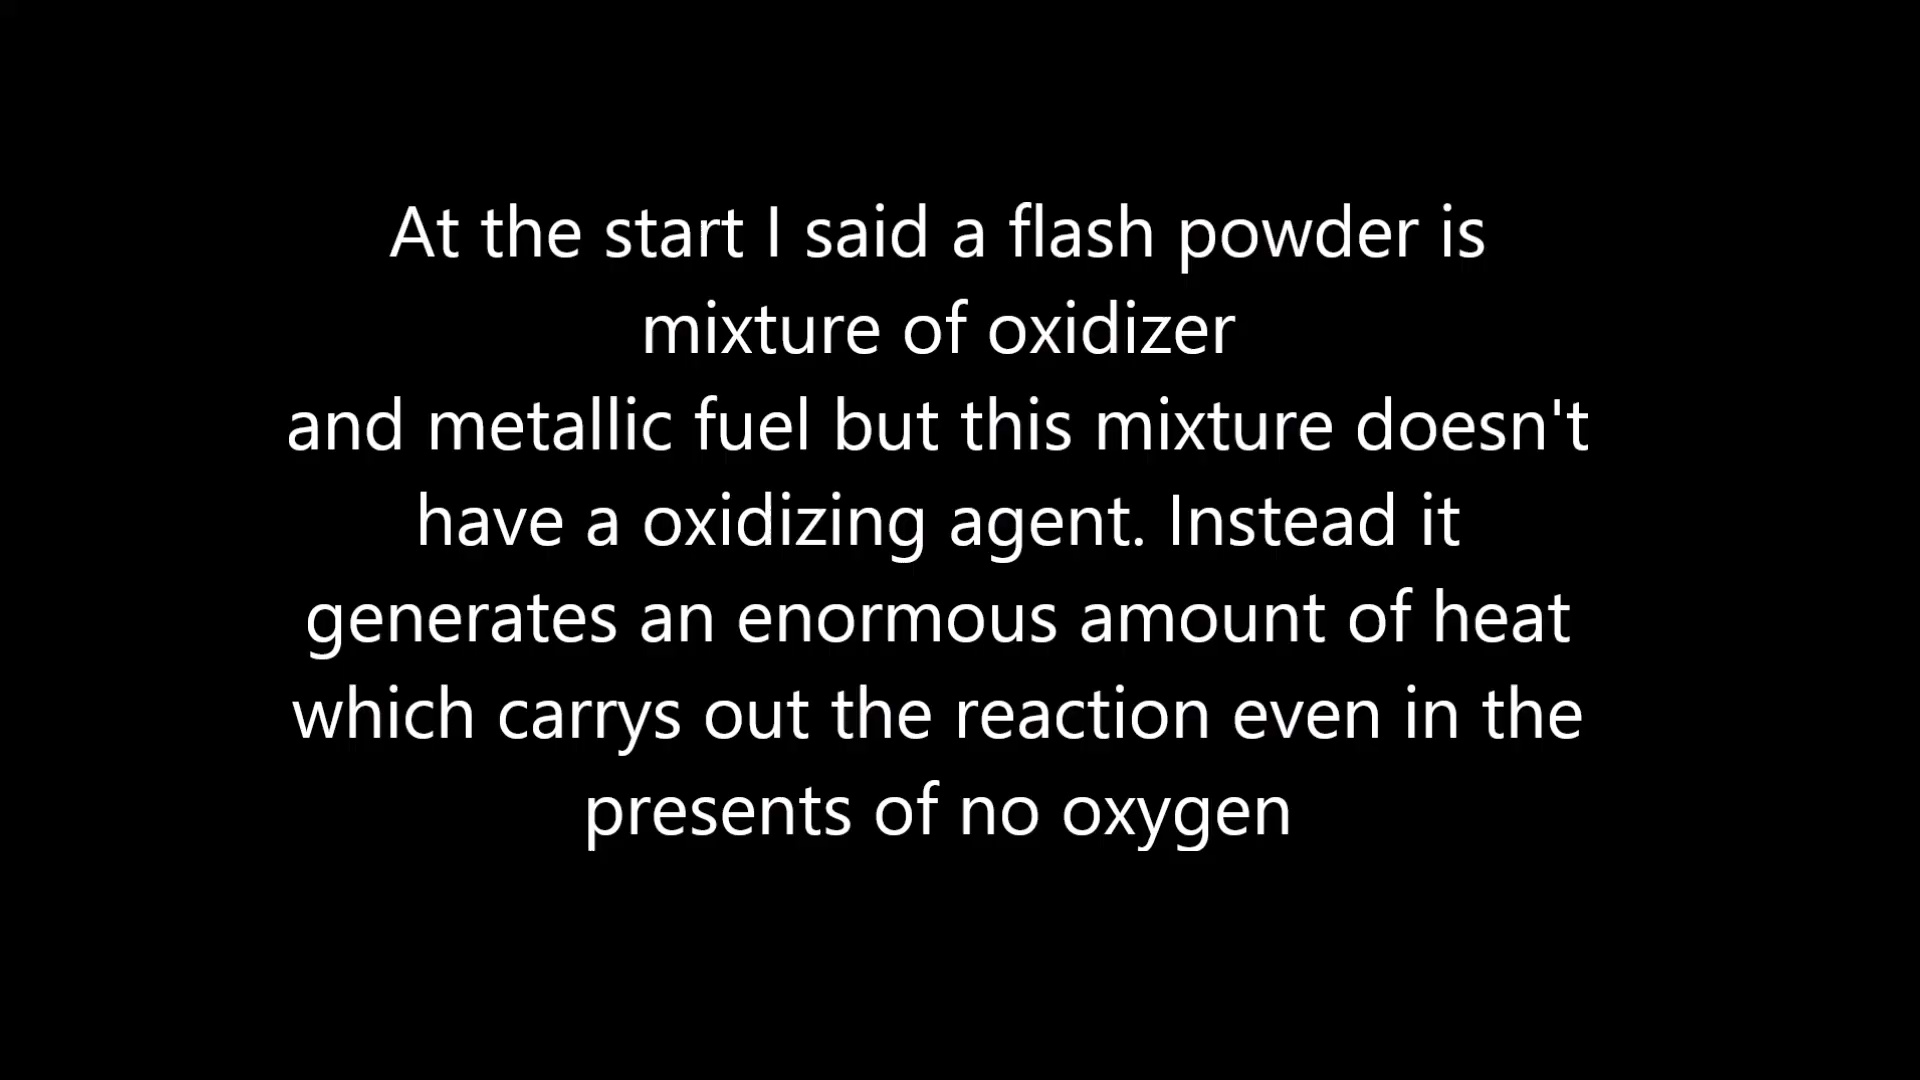 At the start I said a flash powder is
mixture of oxidizer
and metallic fuel but this mixture doesn't
have a oxidizing agent. Instead it
generates an enormous amount of heat
which carrys out the reaction even in the
presents of no oxygen